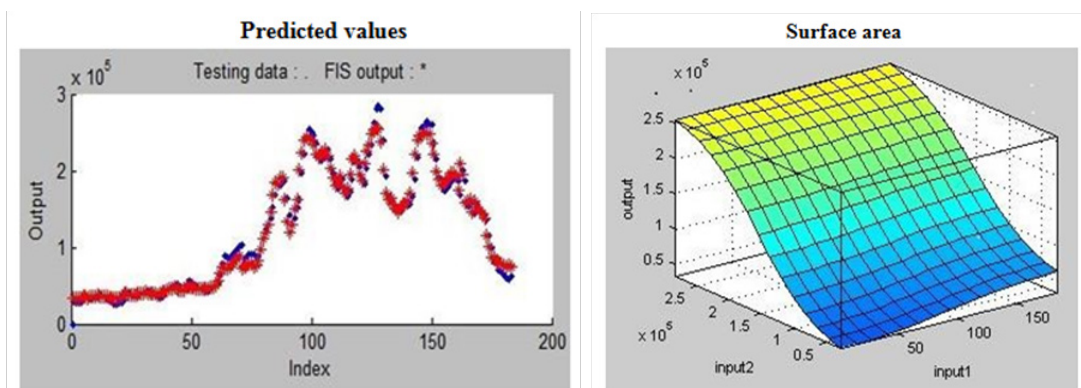 Predicted values
Testing data : . FIS output : *
x 10^5
3
2
1
0
0
50
100
150
200
Output
Index
Surface area
x 10^5
2.5
2
1.5
1
0.5
output
2.5
2
1.5
1
0.5
x 10^5
input2
50
100
150
input1